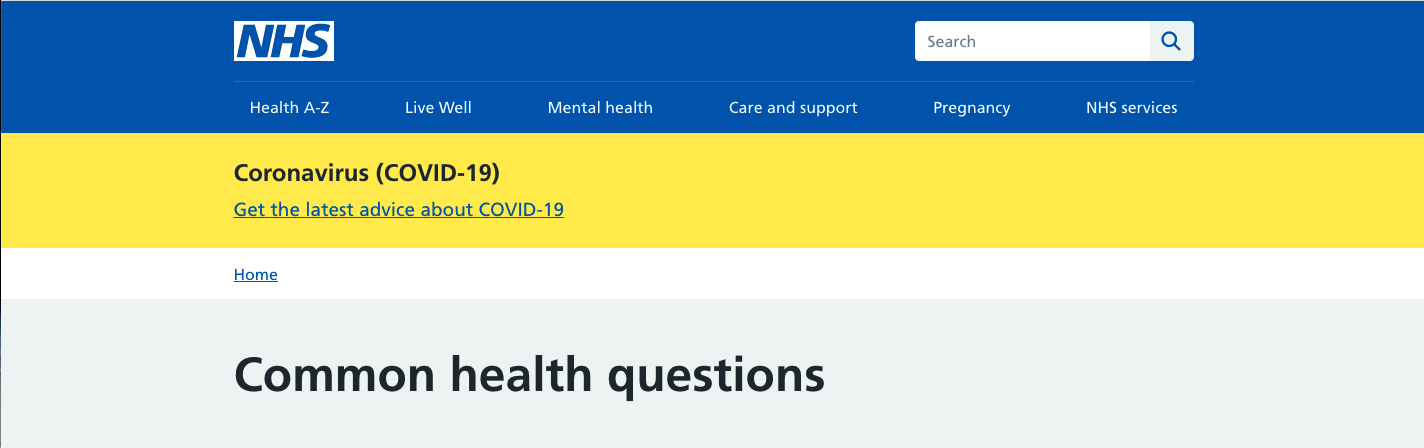 NHS
Search
Health A-Z Live Well Mental health Care and support Pregnancy NHS services
Coronavirus (COVID-19)
Get the latest advice about COVID-19
Home
Common health questions